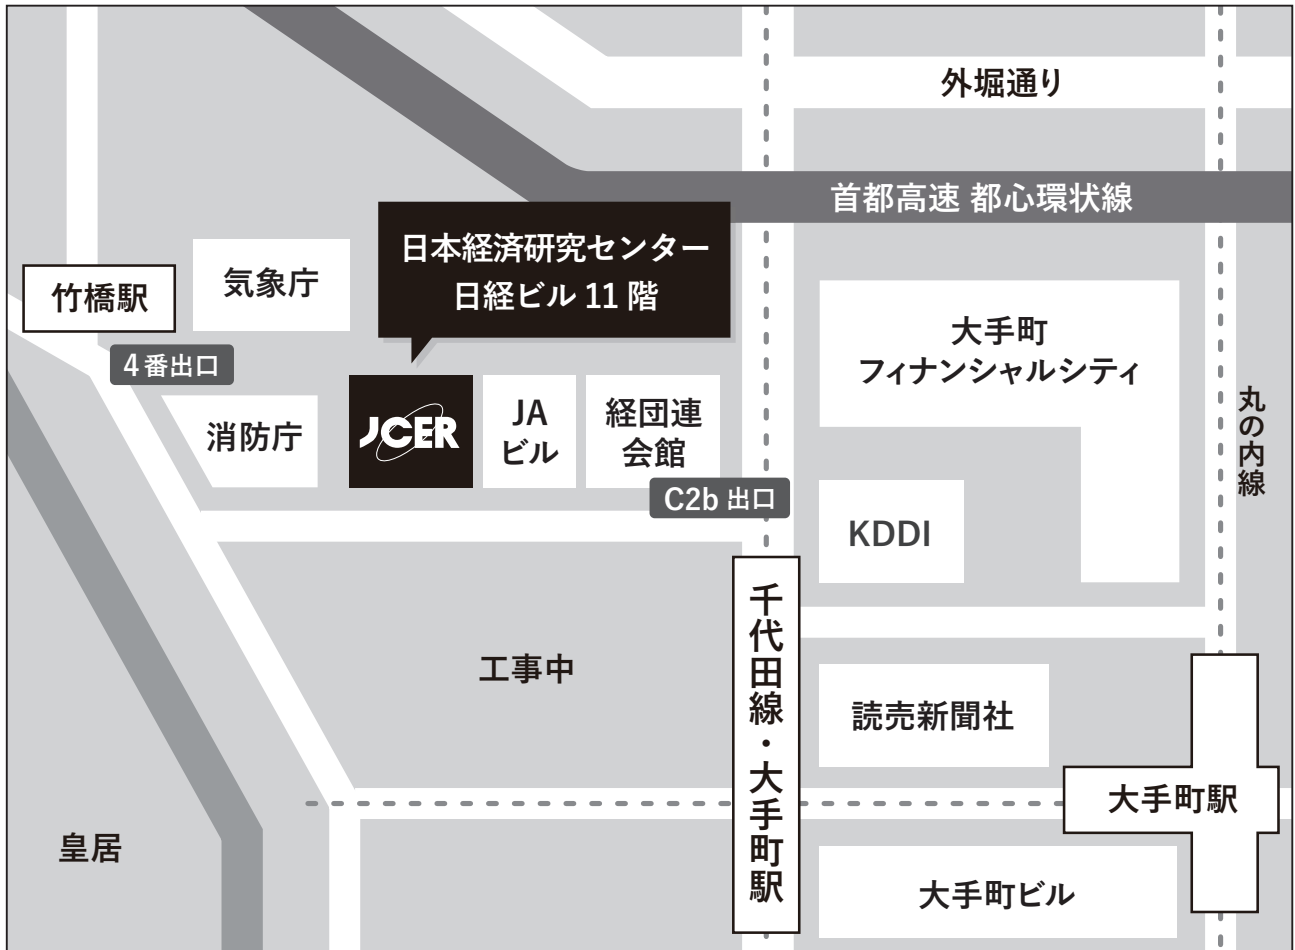 外堀通り
首都高速 都心環状線
日本経済研究センター
日経ビル 11 階
竹橋駅
気象庁
4番出口
消防庁
JCER
JA
ビル
経団連
会館
C2b 出口
大手町
フィナンシャルシティ
丸の内線
KDDI
千代田線・大手町駅
工事中
読売新聞社
大手町駅
皇居
大手町ビル